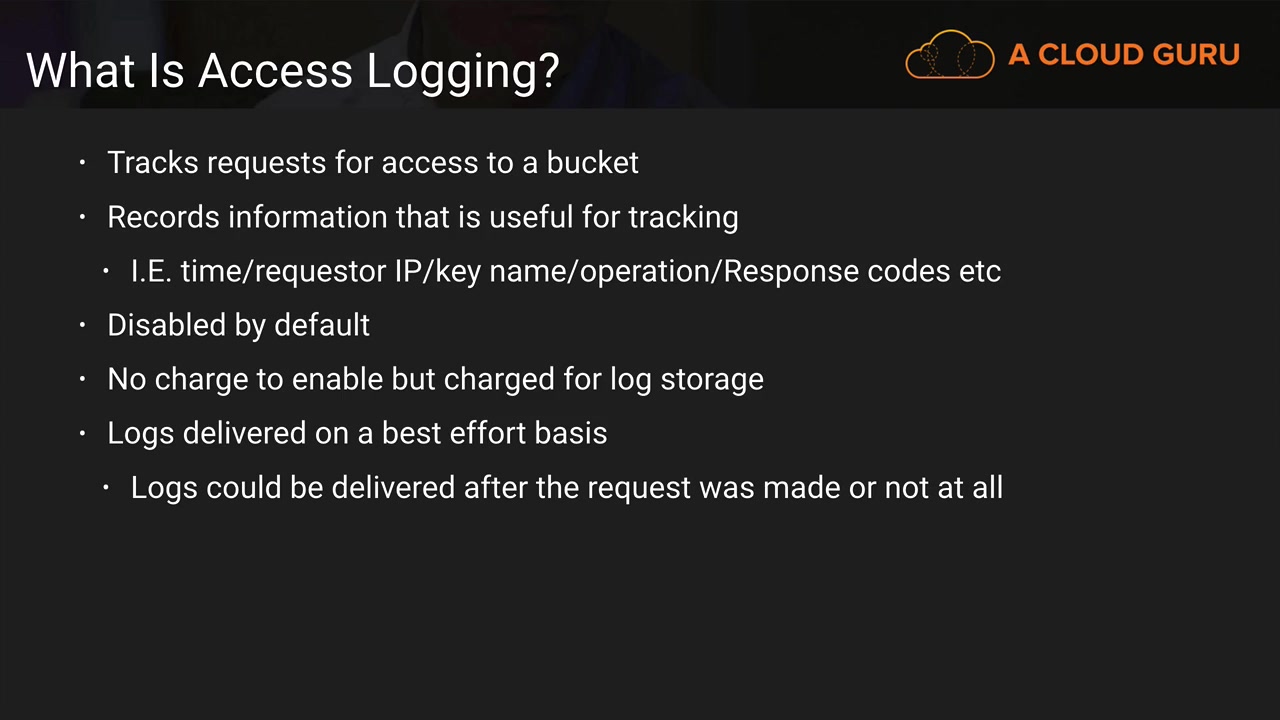 What Is Access Logging?
A CLOUD GURU
• Tracks requests for access to a bucket
• Records information that is useful for tracking
• I.E. time/requestor IP/key name/operation/Response codes etc
• Disabled by default
• No charge to enable but charged for log storage
• Logs delivered on a best effort basis
• Logs could be delivered after the request was made or not at all